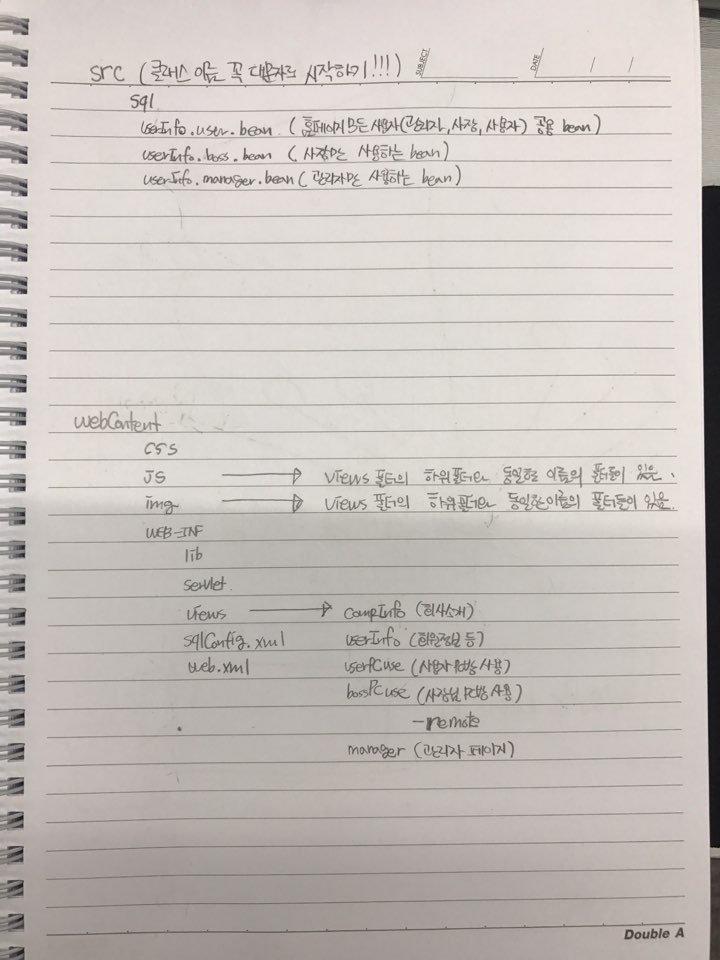 src (클래스 이름 꼭 대문자로 시작하기!!!) SUBJECT DATE / /
sql
userInfo.user.bean (홈페이지 모든 사용자(관리자, 사장, 사용자) 공용 bean)
userInfo.boss.bean (사장만 사용하는 bean)
userInfo.manager.bean (관리자만 사용하는 bean)
WebContent
CSS
JS → views 폴더의 하위폴더와 동일한 이름의 폴더들이 있음.
img → views 폴더의 하위폴더와 동일한 이름의 폴더들이 있음.
WEB-INF
lib
servlet
views → compInfo (회사소개)
sqlConfig.xml userInfo (회원정보 등)
web.xml userPCuse (사용자 PC방 사용)
bossPCuse (사장님 PC방 사용)
-remote
manager (관리자 페이지)
Double A